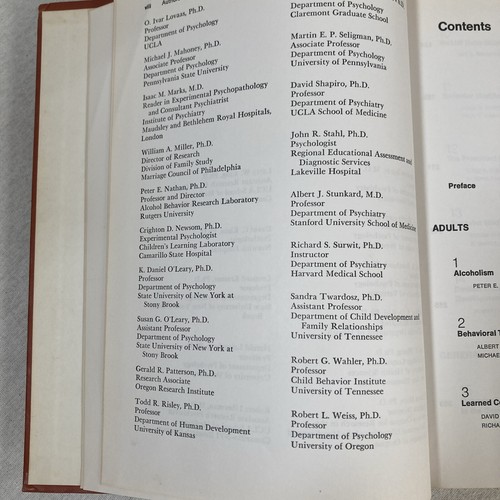 viii
O. Ivar Lovaas, Ph.D.
Professor
Department of Psychology
UCLA
Michael J. Mahoney, Ph.D.
Associate Professor
Department of Psychology
Pennsylvania State University
Isaac M. Marks, M.D.
Reader in Experimental Psychopathology
and Consultant Psychiatrist
Institute of Psychiatry
Maudsley and Bethlehem Royal Hospitals,
London
William A. Miller, Ph.D.
Director of Research
Division of Family Study
Marriage Council of Philadelphia
Peter E. Nathan, Ph.D.
Professor and Director
Alcohol Behavior Research Laboratory
Rutgers University
Crighton D. Newsom, Ph.D.
Experimental Psychologist
Children's Learning Laboratory
Camarillo State Hospital
K. Daniel O'Leary, Ph.D.
Professor
Department of Psychology
State University of New York at
Stony Brook
Susan G. O'Leary, Ph.D.
Assistant Professor
Department of Psychology
State University of New York at
Stony Brook
Gerald R. Patterson, Ph.D.
Research Associate
Oregon Research Institute
Todd R. Risley, Ph.D.
Professor
Department of Human Development
University of Kansas
Department of Psychology
Claremont Graduate School
Martin E. P. Seligman, Ph.D.
Associate Professor
Department of Psychology
University of Pennsylvania
David Shapiro, Ph.D.
Professor
Department of Psychiatry
UCLA School of Medicine
John R. Stahl, Ph.D.
Psychologist
Regional Educational Assessment and
Diagnostic Services
Lakeville Hospital
Albert J. Stunkard, M.D.
Professor
Department of Psychiatry
Stanford University School of Medicine
Richard S. Surwit, Ph.D.
Instructor
Department of Psychiatry
Harvard Medical School
Sandra Twardosz, Ph.D.
Assistant Professor
Department of Child Development and
Family Relationships
University of Tennessee
Robert G. Wahler, Ph.D.
Professor
Child Behavior Institute
University of Tennessee
Robert L. Weiss, Ph.D.
Professor
Department of Psychology
University of Oregon
Contents
Preface
ADULTS
1
Alcoholism
PETER E.
2
Behavioral
ALBERT
MICHAE
3
Learned
DAVID
RICHA